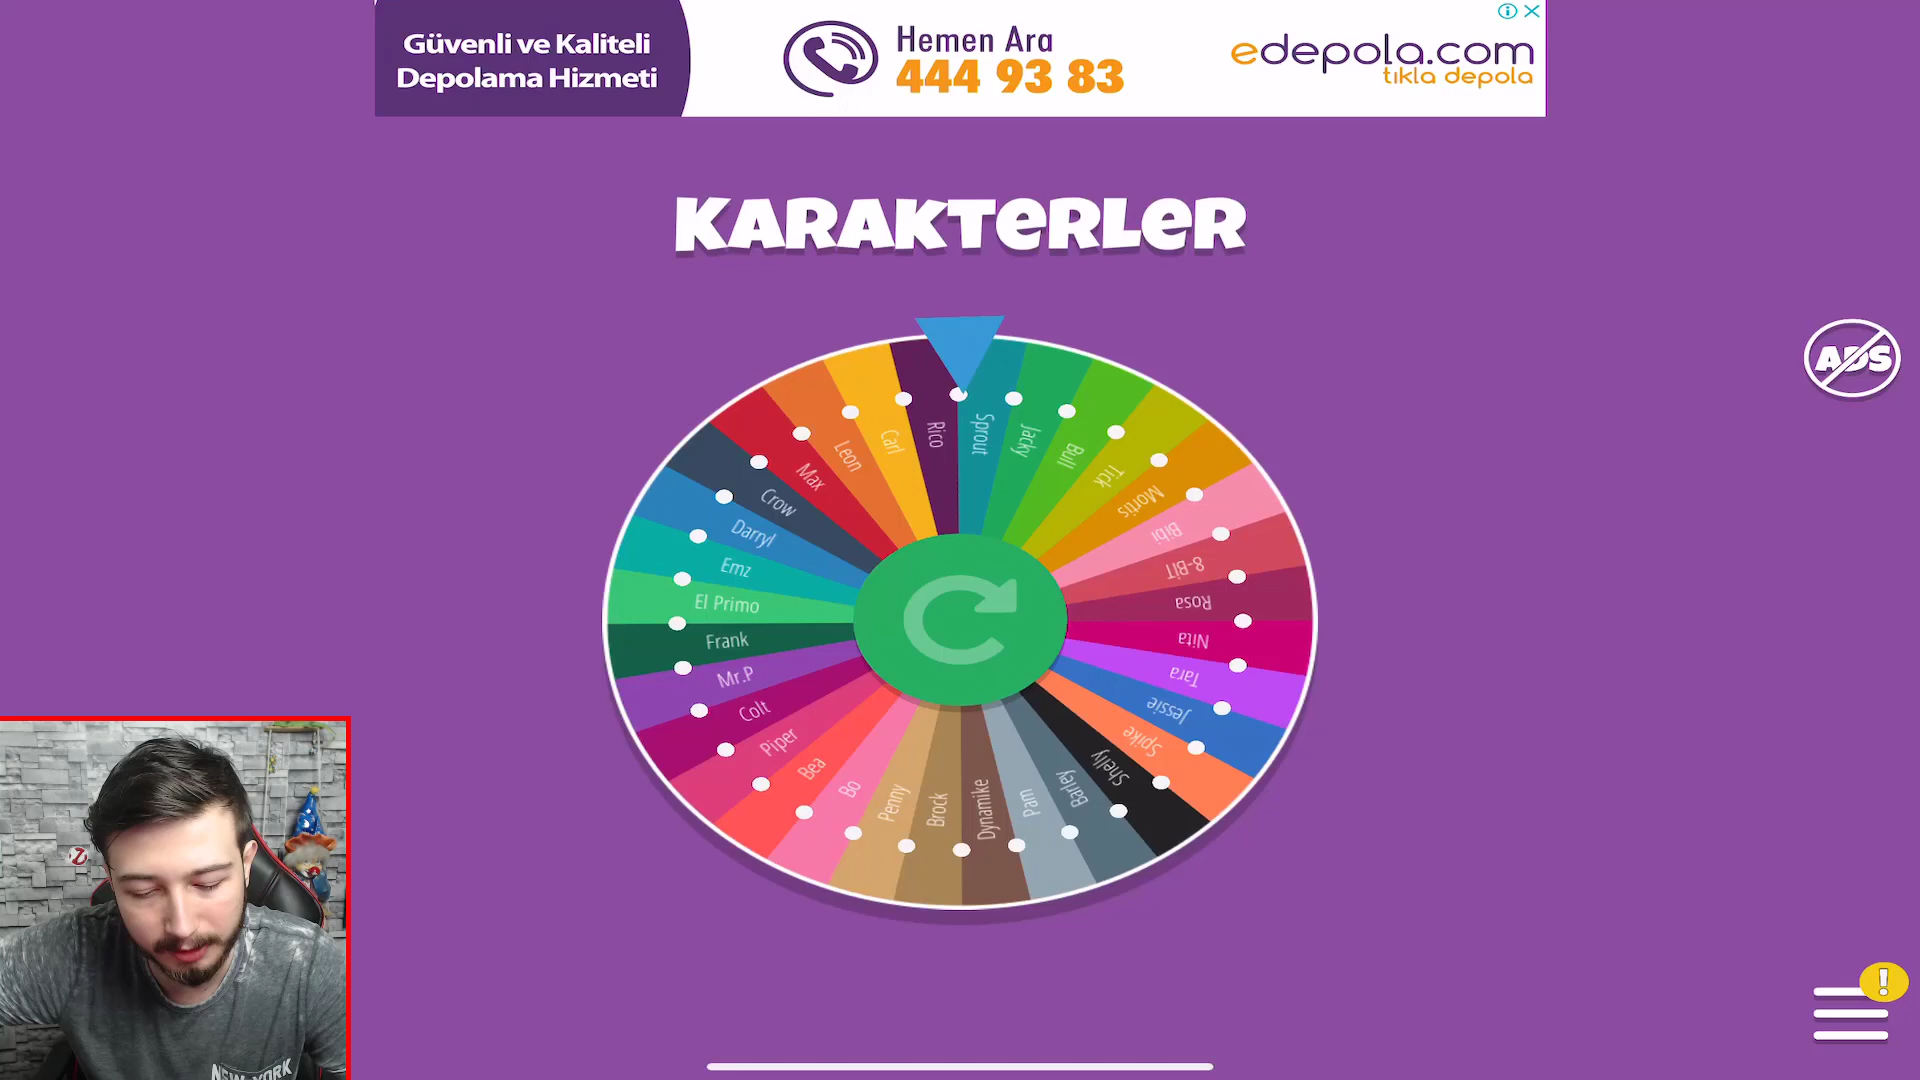 Güvenli ve Kaliteli
Depolama Hizmeti
Hemen Ara
444 93 83
edepola.com
tıkla depola
KARAKTERLER
ADS
Rico
Sprout
Jacky
Bull
Tick
Mortis
Bibi
8-BİT
Rosa
Nita
Tara
Jessie
Spike
Shelly
Barley
Pam
Dynamike
Brock
Penny
Bo
Bea
Piper
Colt
Mr.P
Frank
El Primo
Emz
Darryl
Crow
Max
Leon
Carl
!
NEW YORK